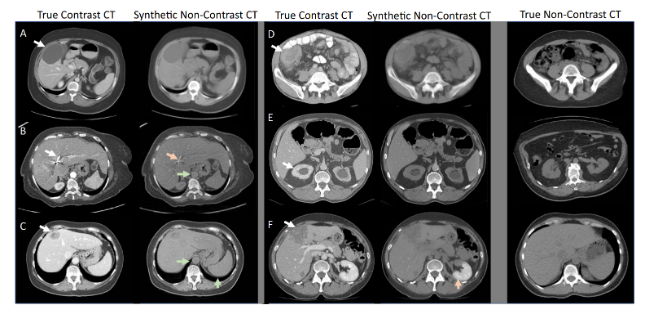 True Contrast CT Synthetic Non-Contrast CT True Contrast CT Synthetic Non-Contrast CT True Non-Contrast CT
A D
B E
C F